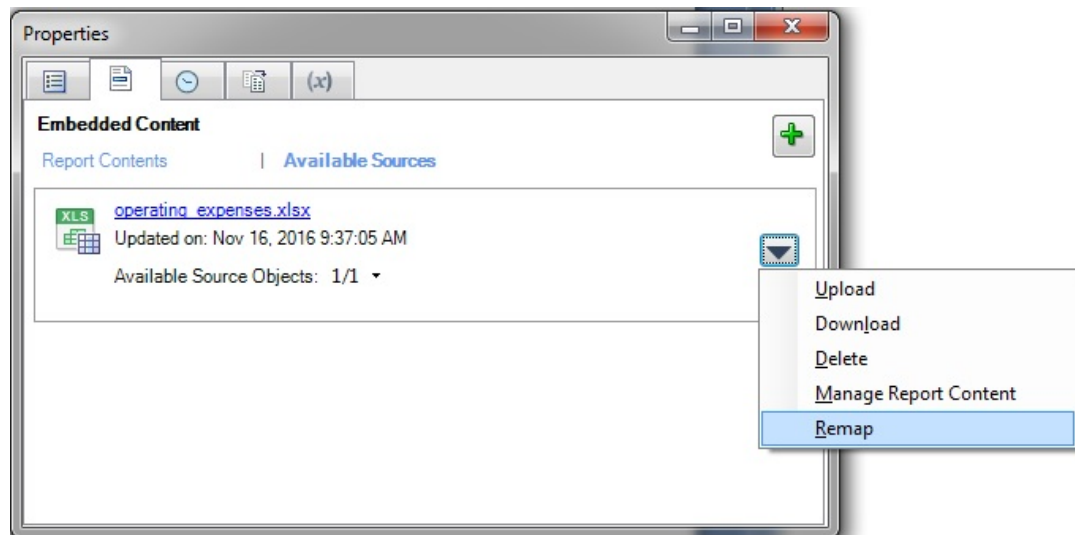 Properties
(x)
Embedded Content
Report Contents | Available Sources
XLS
operating_expenses.xlsx
Updated on: Nov 16, 2016 9:37:05 AM
Available Source Objects: 1/1
Upload
Download
Delete
Manage Report Content
Remap